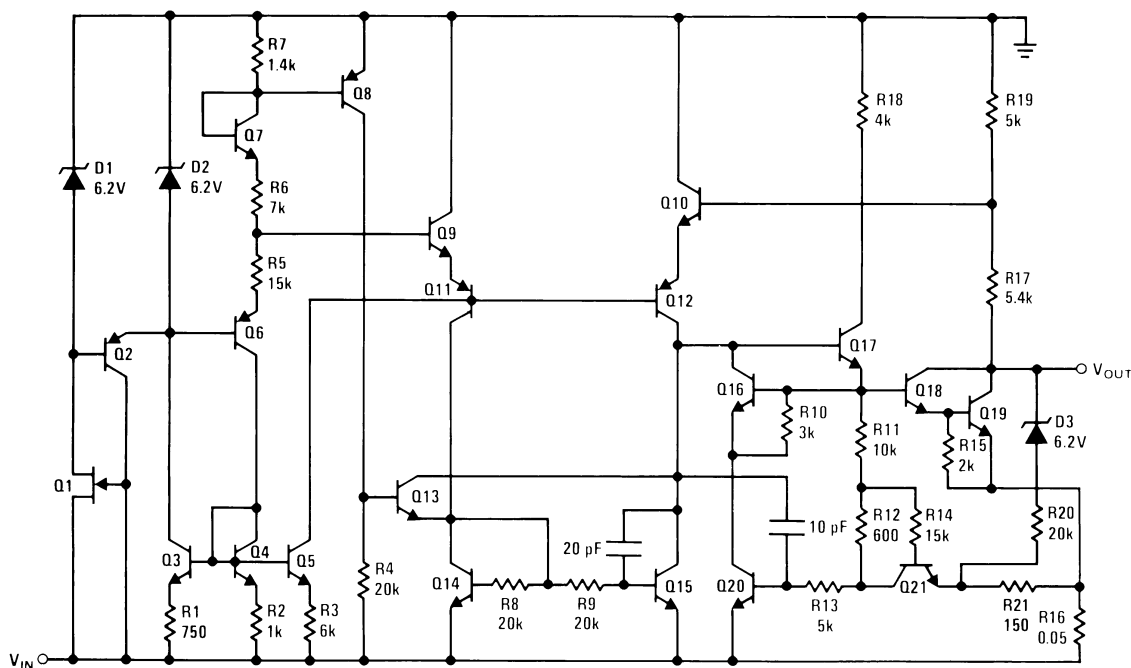 R7
1.4k
Q8
R18
4k
R19
5k
Q7
D1
6.2V
D2
6.2V
R6
7k
Q10
Q9
R5
15k
R17
5.4k
Q11
Q12
Q2
Q6
Q17
VOUT
Q16
Q18
R10
3k
Q19
R11
10k
D3
6.2V
R15
2k
Q1
Q13
10 pF
R12
600
R14
15k
R20
20k
20 pF
Q3
Q4
Q5
R4
20k
Q14
Q15
Q20
Q21
R8
20k
R9
20k
R13
5k
R21
150
R16
0.05
R1
750
R2
1k
R3
6k
VIN